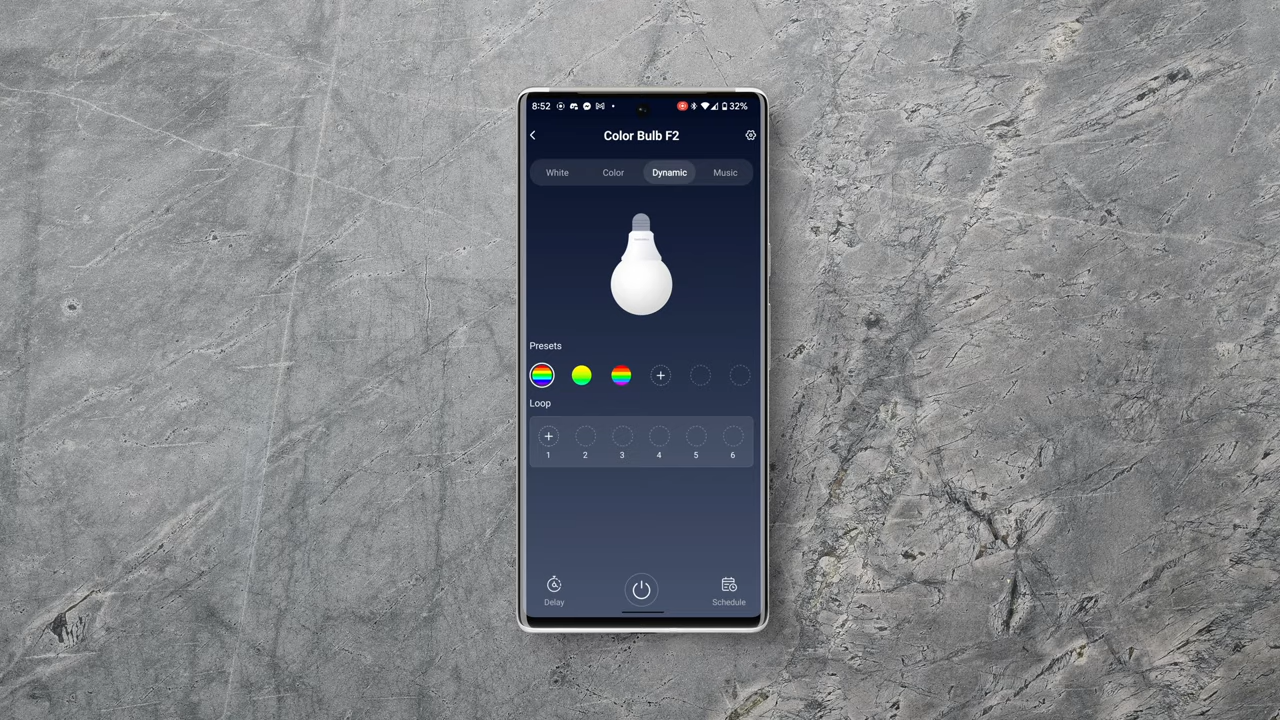 8:52 32%
Color Bulb F2
White Color Dynamic Music
Presets
Loop
1 2 3 4 5 6
Delay Schedule